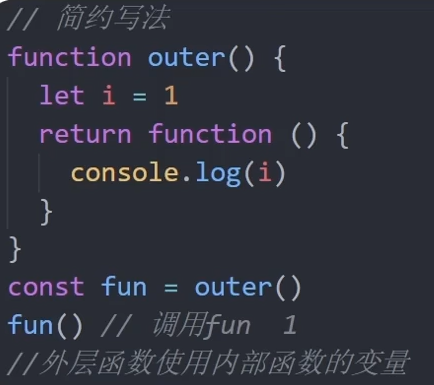 // 简约写法
function outer() {
  let i = 1
  return function () {
    console.log(i)
  }
}
const fun = outer()
fun() // 调用fun  1
//外层函数使用内部函数的变量